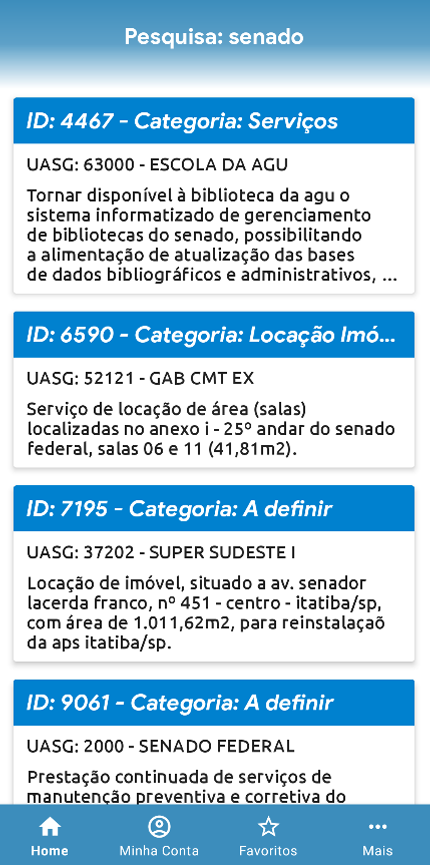 Pesquisa: senado
ID: 4467 - Categoria: Serviços
UASG: 63000 - ESCOLA DA AGU
Tornar disponível à biblioteca da agu o
sistema informatizado de gerenciamento
de bibliotecas do senado, possibilitando
a alimentação de atualização das bases
de dados bibliográficos e administrativos, ...
ID: 6590 - Categoria: Locação Imó...
UASG: 52121 - GAB CMT EX
Serviço de locação de área (salas)
localizadas no anexo i - 25º andar do senado
federal, salas 06 e 11 (41,81m2).
ID: 7195 - Categoria: A definir
UASG: 37202 - SUPER SUDESTE I
Locação de imóvel, situado a av. senador
lacerda franco, nº 451 - centro - itatiba/sp,
com área de 1.011,62m2, para reinstalaçaõ
da aps itatiba/sp.
ID: 9061 - Categoria: A definir
UASG: 2000 - SENADO FEDERAL
Prestação continuada de serviços de
manutenção preventiva e corretiva do
Home
Minha Conta
Favoritos
Mais